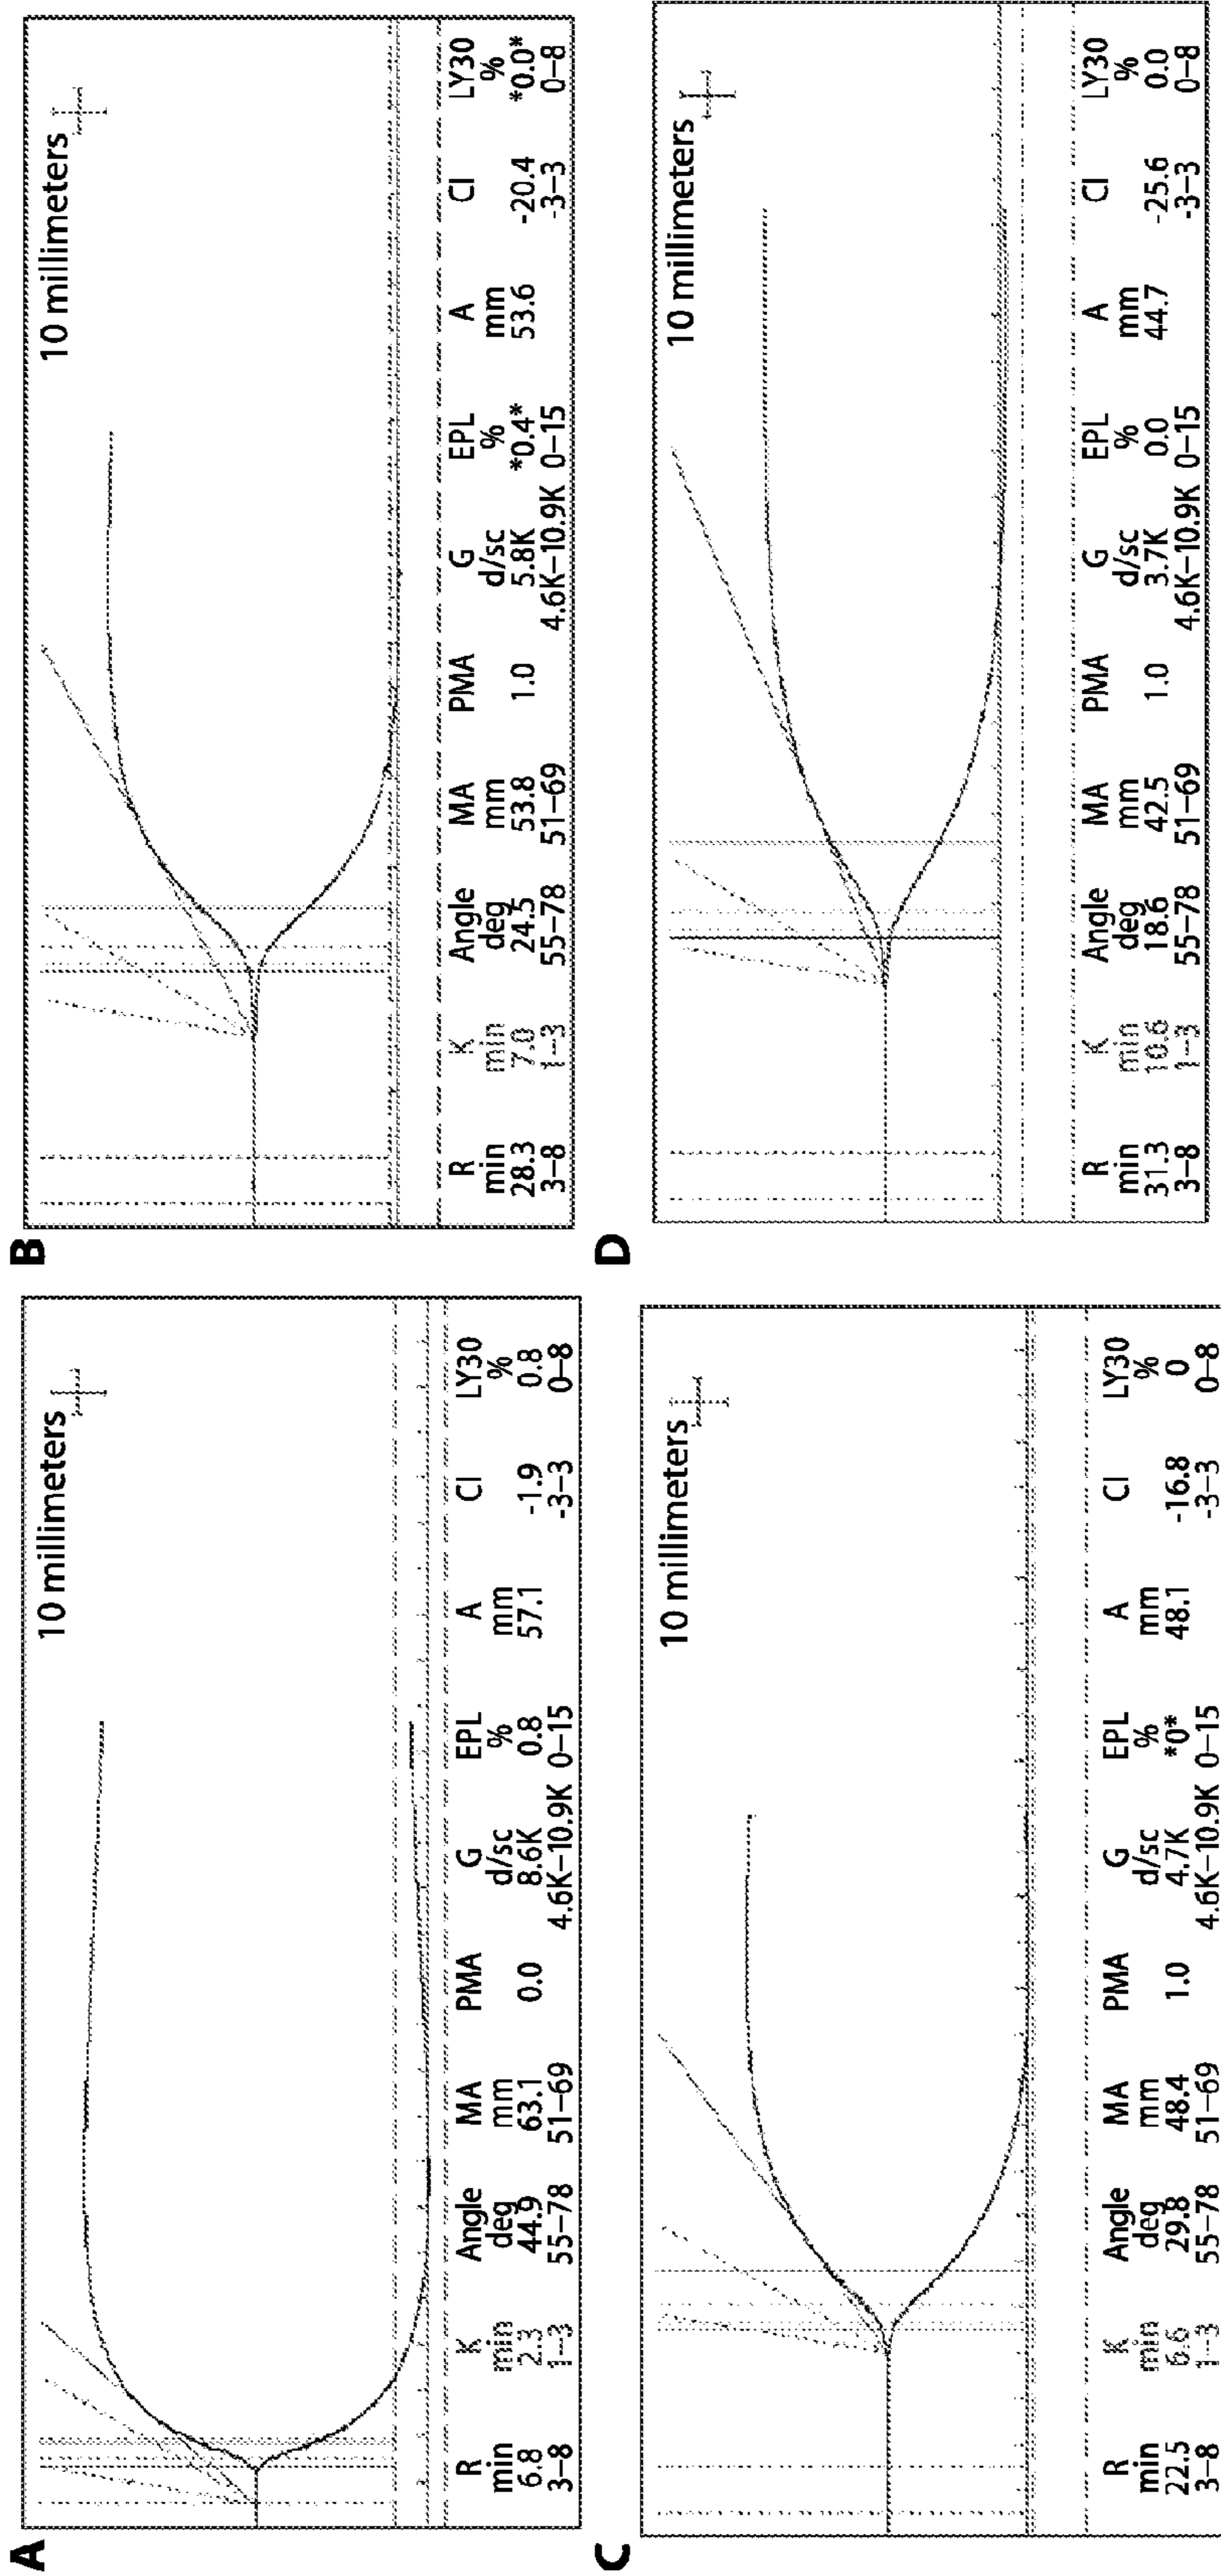 A
10 millimeters
R K Angle MA PMA G EPL A CI LY30
min min deg mm d/sc % mm %
6.8 2.3 44.9 63.1 0.0 8.6K 0.8 57.1 -1.9 0.8
3–8 1–3 55–78 51–69 4.6K–10.9K 0–15 -3–3 0–8
B
10 millimeters
R K Angle MA PMA G EPL A CI LY30
min min deg mm d/sc % mm %
28.3 7.0 24.5 53.8 1.0 5.8K *0.4* 53.6 -20.4 *0.0*
3–8 1–3 55–78 51–69 4.6K–10.9K 0–15 -3–3 0–8
C
10 millimeters
R K Angle MA PMA G EPL A CI LY30
min min deg mm d/sc % mm %
22.5 6.6 29.8 48.4 1.0 4.7K *0* 48.1 -16.8 0
3–8 1–3 55–78 51–69 4.6K–10.9K 0–15 -3–3 0–8
D
10 millimeters
R K Angle MA PMA G EPL A CI LY30
min min deg mm d/sc % mm %
31.3 10.6 18.6 42.5 1.0 3.7K 0.0 44.7 -25.6 0.0
3–8 1–3 55–78 51–69 4.6K–10.9K 0–15 -3–3 0–8